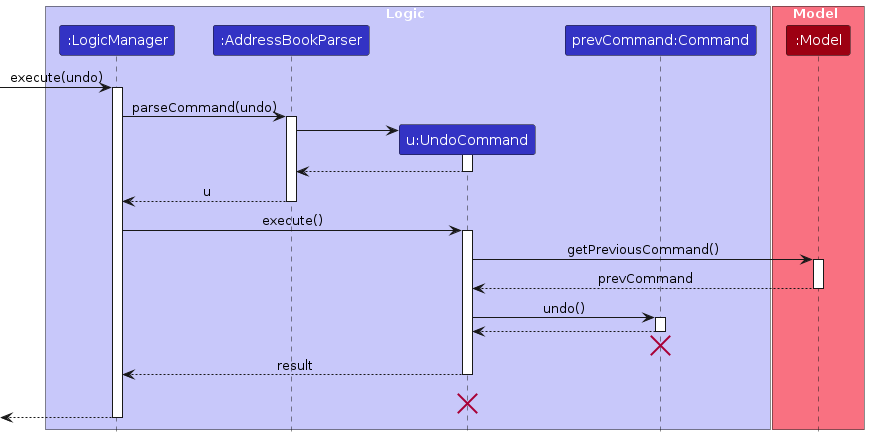 Logic
Model
:LogicManager
:AddressBookParser
prevCommand:Command
:Model
execute(undo)
parseCommand(undo)
u:UndoCommand
u
execute()
getPreviousCommand()
prevCommand
undo()
result